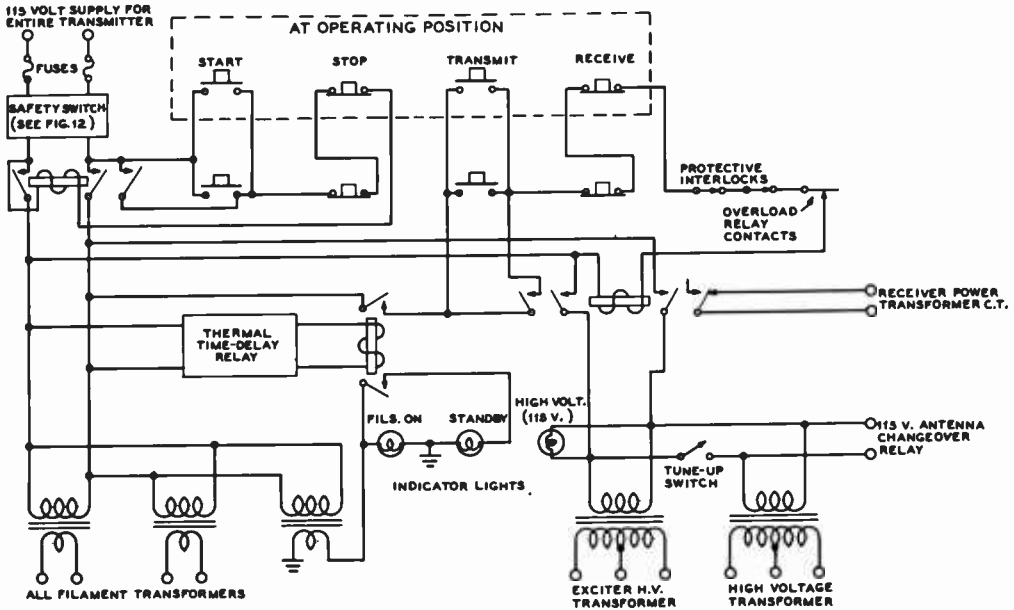 115 VOLT SUPPLY FOR
ENTIRE TRANSMITTER
FUSES
SAFETY SWITCH
(SEE FIG. 12)
AT OPERATING POSITION
START
STOP
TRANSMIT
RECEIVE
PROTECTIVE
INTERLOCKS
OVERLOAD
RELAY
CONTACTS
RECEIVER POWER
TRANSFORMER C.T.
THERMAL
TIME-DELAY
RELAY
FILS. ON
STANDBY
HIGH VOLT.
(115 V.)
INDICATOR LIGHTS
115 V. ANTENNA
CHANGEOVER
RELAY
TUNE-UP
SWITCH
ALL FILAMENT TRANSFORMERS
EXCITER H.V.
TRANSFORMER
HIGH VOLTAGE
TRANSFORMER